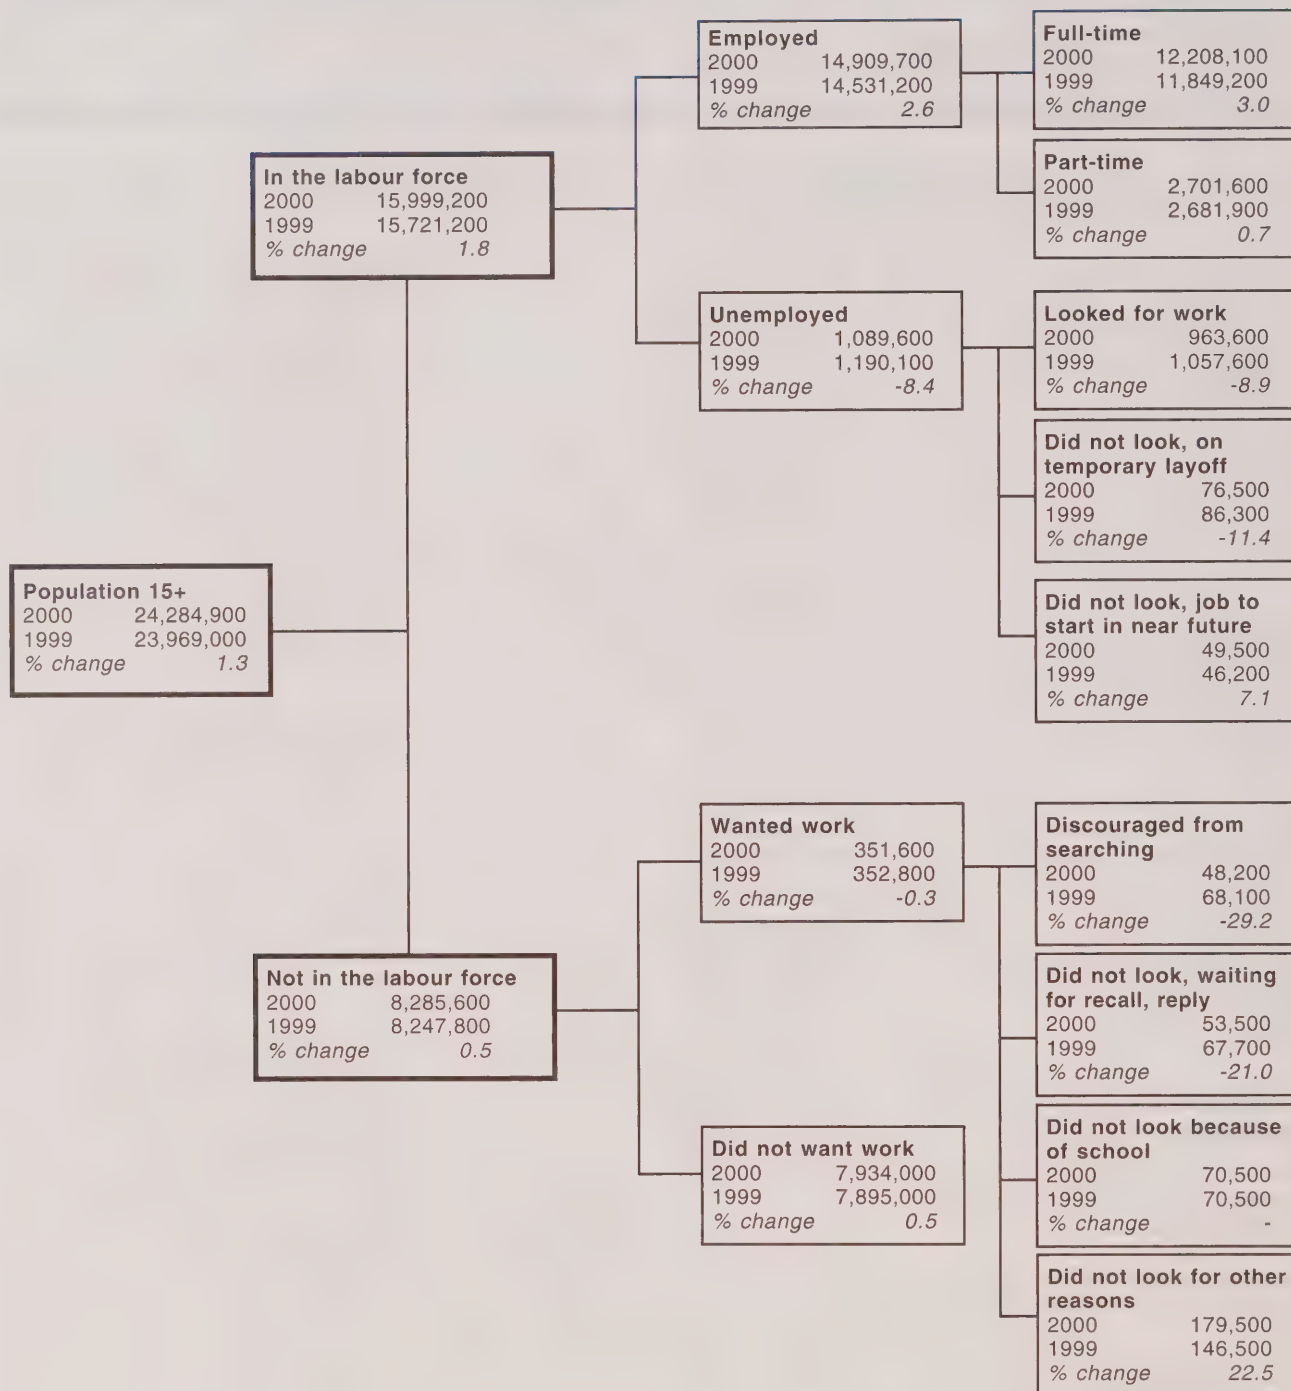 Employed
2000 14,909,700
1999 14,531,200
% change 2.6
Full-time
2000 12,208,100
1999 11,849,200
% change 3.0
Part-time
2000 2,701,600
1999 2,681,900
% change 0.7
In the labour force
2000 15,999,200
1999 15,721,200
% change 1.8
Unemployed
2000 1,089,600
1999 1,190,100
% change -8.4
Looked for work
2000 963,600
1999 1,057,600
% change -8.9
Did not look, on
temporary layoff
2000 76,500
1999 86,300
% change -11.4
Did not look, job to
start in near future
2000 49,500
1999 46,200
% change 7.1
Population 15+
2000 24,284,900
1999 23,969,000
% change 1.3
Wanted work
2000 351,600
1999 352,800
% change -0.3
Discouraged from
searching
2000 48,200
1999 68,100
% change -29.2
Did not look, waiting
for recall, reply
2000 53,500
1999 67,700
% change -21.0
Not in the labour force
2000 8,285,600
1999 8,247,800
% change 0.5
Did not want work
2000 7,934,000
1999 7,895,000
% change 0.5
Did not look because
of school
2000 70,500
1999 70,500
% change -
Did not look for other
reasons
2000 179,500
1999 146,500
% change 22.5